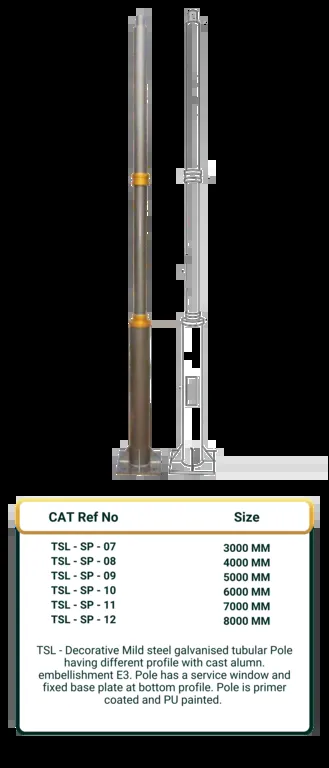 CAT Ref No Size
TSL - SP - 07 3000 MM
TSL - SP - 08 4000 MM
TSL - SP - 09 5000 MM
TSL - SP - 10 6000 MM
TSL - SP - 11 7000 MM
TSL - SP - 12 8000 MM
TSL - Decorative Mild steel galvanised tubular Pole
having different profile with cast alumn.
embellishment E3. Pole has a service window and
fixed base plate at bottom profile. Pole is primer
coated and PU painted.